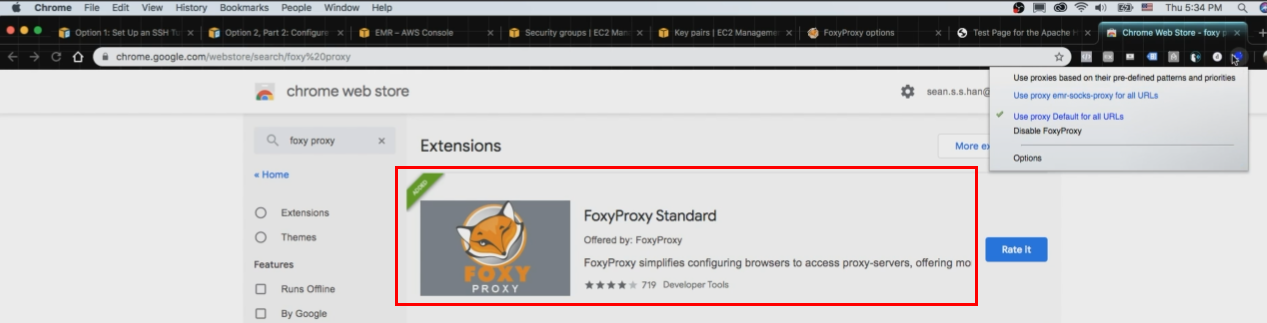 Chrome File Edit View History Bookmarks People Window Help
Thu 5:34 PM
Option 1: Set Up an SSH Tu
Option 2, Part 2: Configure
EMR – AWS Console
Security groups | EC2 Man
Key pairs | EC2 Managemen
FoxyProxy options
Test Page for the Apache H
Chrome Web Store - foxy p
chrome.google.com/webstore/search/foxy%20proxy
Use proxies based on their pre-defined patterns and priorities
Use proxy emr-socks-proxy for all URLs
Use proxy Default for all URLs
Disable FoxyProxy
Options
chrome web store
sean.s.s.han@
foxy proxy
Extensions
More ex
« Home
Extensions
Themes
Features
Runs Offline
By Google
ADDED
FOXY
PROXY
FoxyProxy Standard
Offered by: FoxyProxy
FoxyProxy simplifies configuring browsers to access proxy-servers, offering mo
719 Developer Tools
Rate It